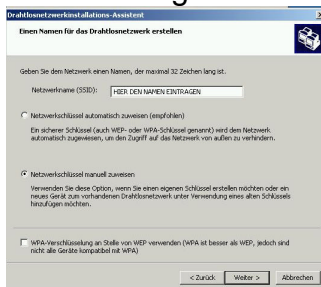 Drahtlosnetzwerkinstallations-Assistent
Einen Namen für das Drahtlosnetzwerk erstellen
Geben Sie dem Netzwerk einen Namen, der maximal 32 Zeichen lang ist.
Netzwerkname (SSID): HIER DEN NAMEN EINTRAGEN
Netzwerkschlüssel automatisch zuweisen (empfohlen)
Ein sicherer Schlüssel (auch WEP- oder WPA-Schlüssel genannt) wird dem Netzwerk
automatisch zugewiesen, um den Zugriff auf das Netzwerk von außen zu verhindern.
Netzwerkschlüssel manuell zuweisen
Verwenden Sie diese Option, wenn Sie einen eigenen Schlüssel erstellen möchten oder ein
neues Gerät zum vorhandenen Drahtlosnetzwerk unter Verwendung eines alten Schlüssels
hinzufügen möchten.
WPA-Verschlüsselung an Stelle von WEP verwenden (WPA ist besser als WEP, jedoch sind
nicht alle Geräte kompatibel mit WPA)
< Zurück Weiter > Abbrechen